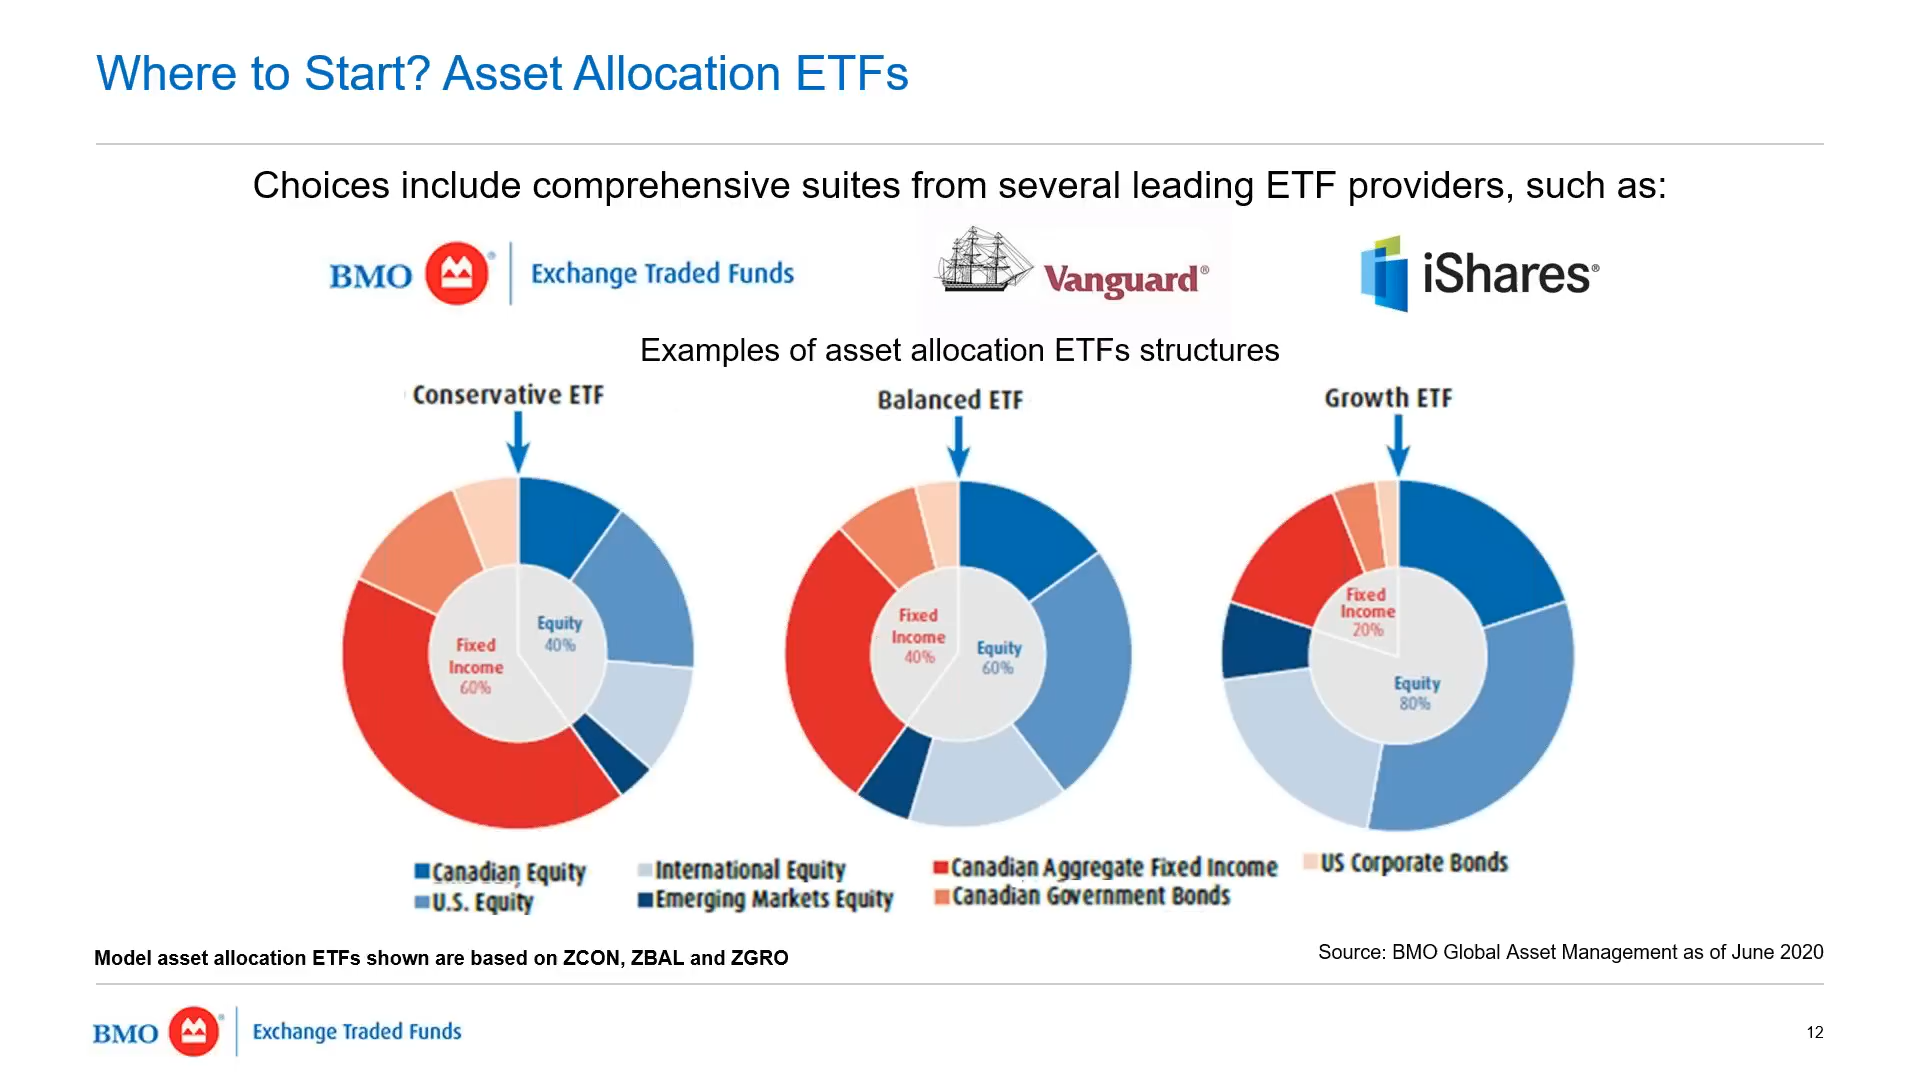 Where to Start? Asset Allocation ETFs
Choices include comprehensive suites from several leading ETF providers, such as:
BMO Exchange Traded Funds
Vanguard®
iShares®
Examples of asset allocation ETFs structures
Conservative ETF
Balanced ETF
Growth ETF
Equity
40%
Fixed
Income
60%
Fixed
Income
40%
Equity
60%
Fixed
Income
20%
Equity
80%
Canadian Equity
U.S. Equity
International Equity
Emerging Markets Equity
Canadian Aggregate Fixed Income
Canadian Government Bonds
US Corporate Bonds
Model asset allocation ETFs shown are based on ZCON, ZBAL and ZGRO
Source: BMO Global Asset Management as of June 2020
BMO Exchange Traded Funds
12